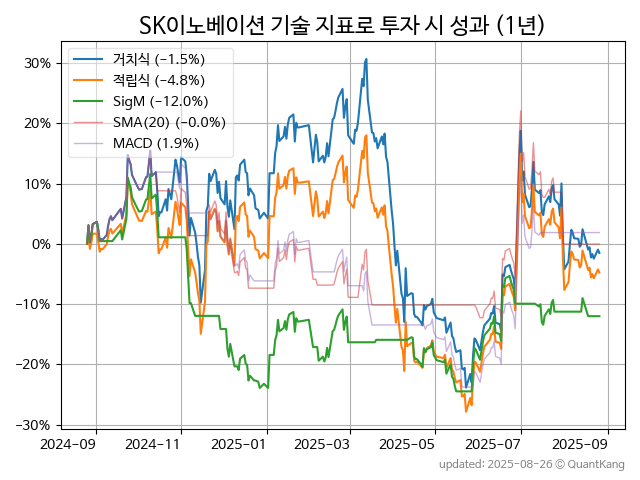 SK이노베이션 기술 지표로 투자 시 성과 (1년)
거치식 (−1.5%)
적립식 (−4.8%)
SigM (−12.0%)
SMA(20) (−0.0%)
MACD (1.9%)
30%
20%
10%
0%
−10%
−20%
−30%
2024-09 2024-11 2025-01 2025-03 2025-05 2025-07 2025-09
updated: 2025-08-26 © QuantKang